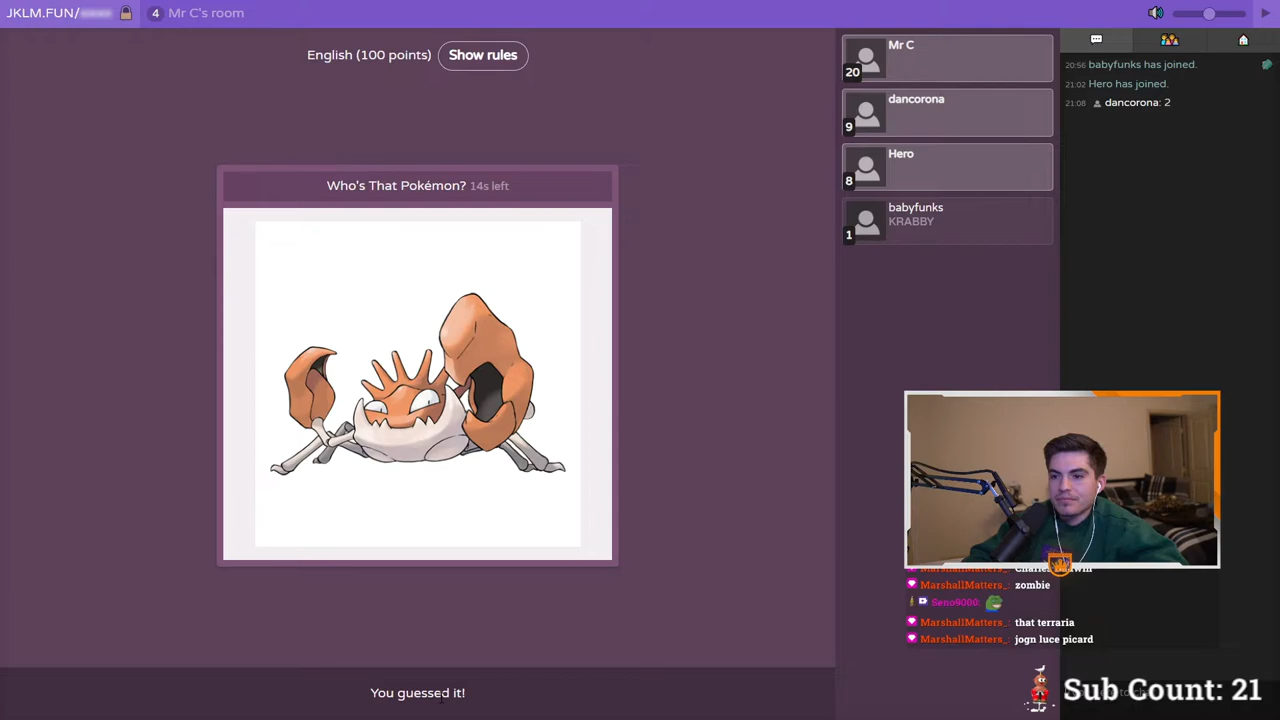 JKLM.FUN/
4 Mr C's room
English (100 points) Show rules
Who's That Pokémon? 14s left
You guessed it!
Mr C
20
dancorona
9
Hero
8
babyfunks
KRABBY
1
20:56 babyfunks has joined.
21:02 Hero has joined.
21:08 dancorona: 2
MarshallMatters_: Charles
MarshallMatters_: zombie
Seno9000:
MarshallMatters_: that terraria
MarshallMatters_: jogn luce picard
Sub Count: 21